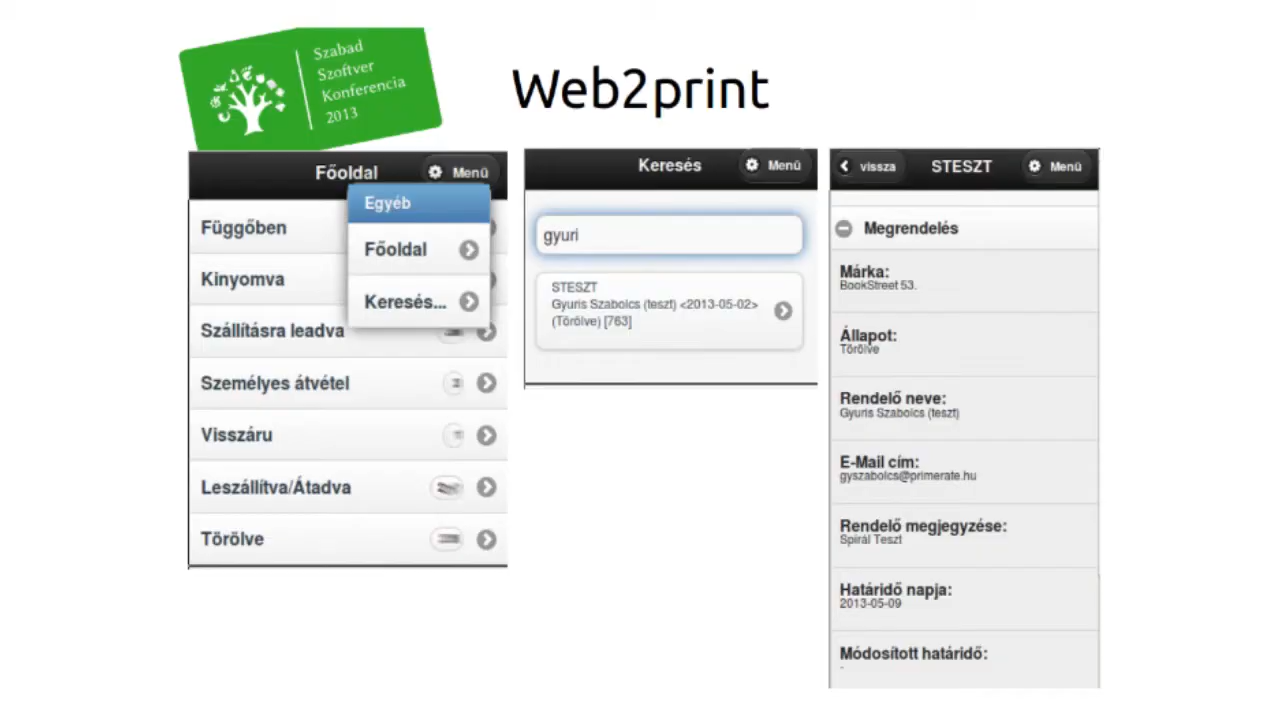 Szabad
Szoftver
Konferencia
2013
Web2print
Főoldal
Menü
Egyéb
Főoldal
Keresés...
Függőben
Kinyomva
Szállításra leadva
Személyes átvétel
Visszáru
Leszállítva/Átadva
Törölve
Keresés
Menü
gyuri
STESZT
Gyuris Szabolcs (teszt) <2013-05-02>
(Törölve) [763]
vissza
STESZT
Menü
Megrendelés
Márka:
BookStreet 53.
Állapot:
Törölve
Rendelő neve:
Gyuris Szabolcs (teszt)
E-Mail cím:
gyszabolcs@primerate.hu
Rendelő megjegyzése:
Spirál Teszt
Határidő napja:
2013-05-09
Módosított határidő:
-